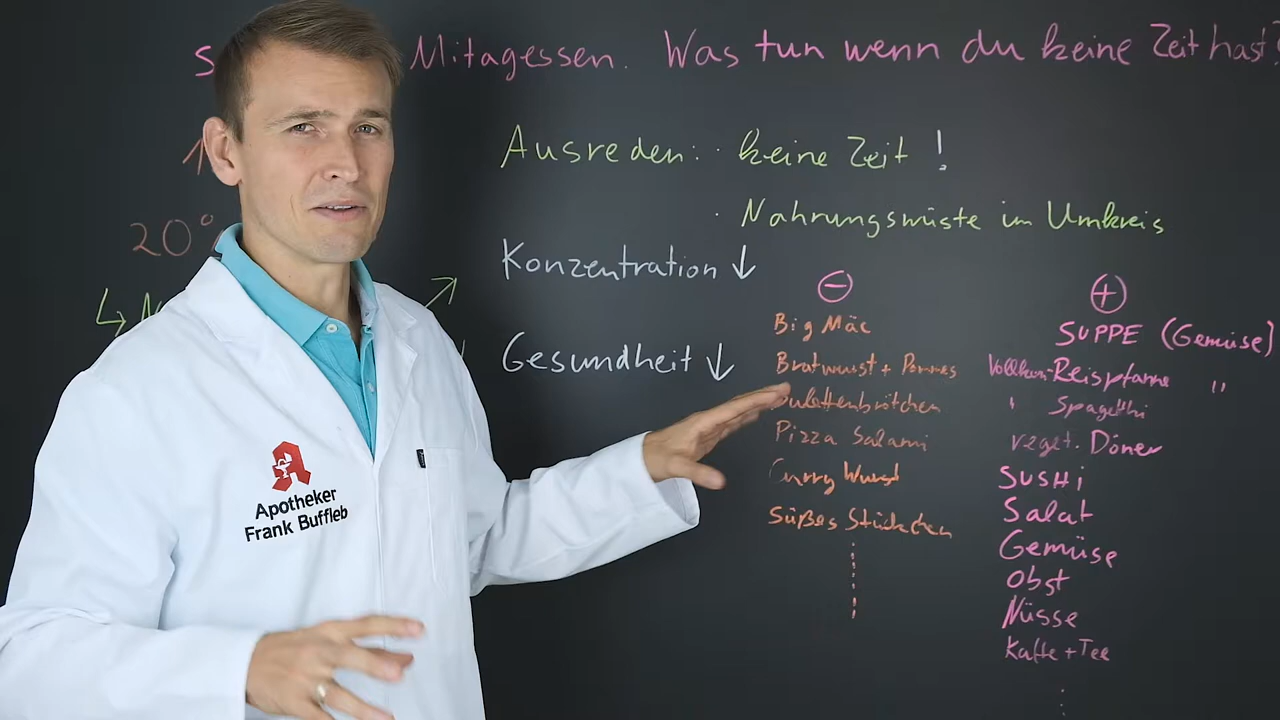 s Mitagessen. Was tun wenn du keine Zeit hast?
Ausreden: · keine Zeit !
· Nahrungswüste im Umkreis
20°
Konzentration ↓
Gesundheit ↓
⊖
Big Mäc
Bratwurst + Pommes
ulettenbrötchen
Pizza Salami
Curry Wurst
Süßes Stückchen
⊕
SUPPE (Gemüse)
Vollkorn-Reispfanne "
" Spagetthi
veget. Döner
SUSHi
Salat
Gemüse
Obst
Nüsse
Kaffe + Tee
Apotheker
Frank Buffleb